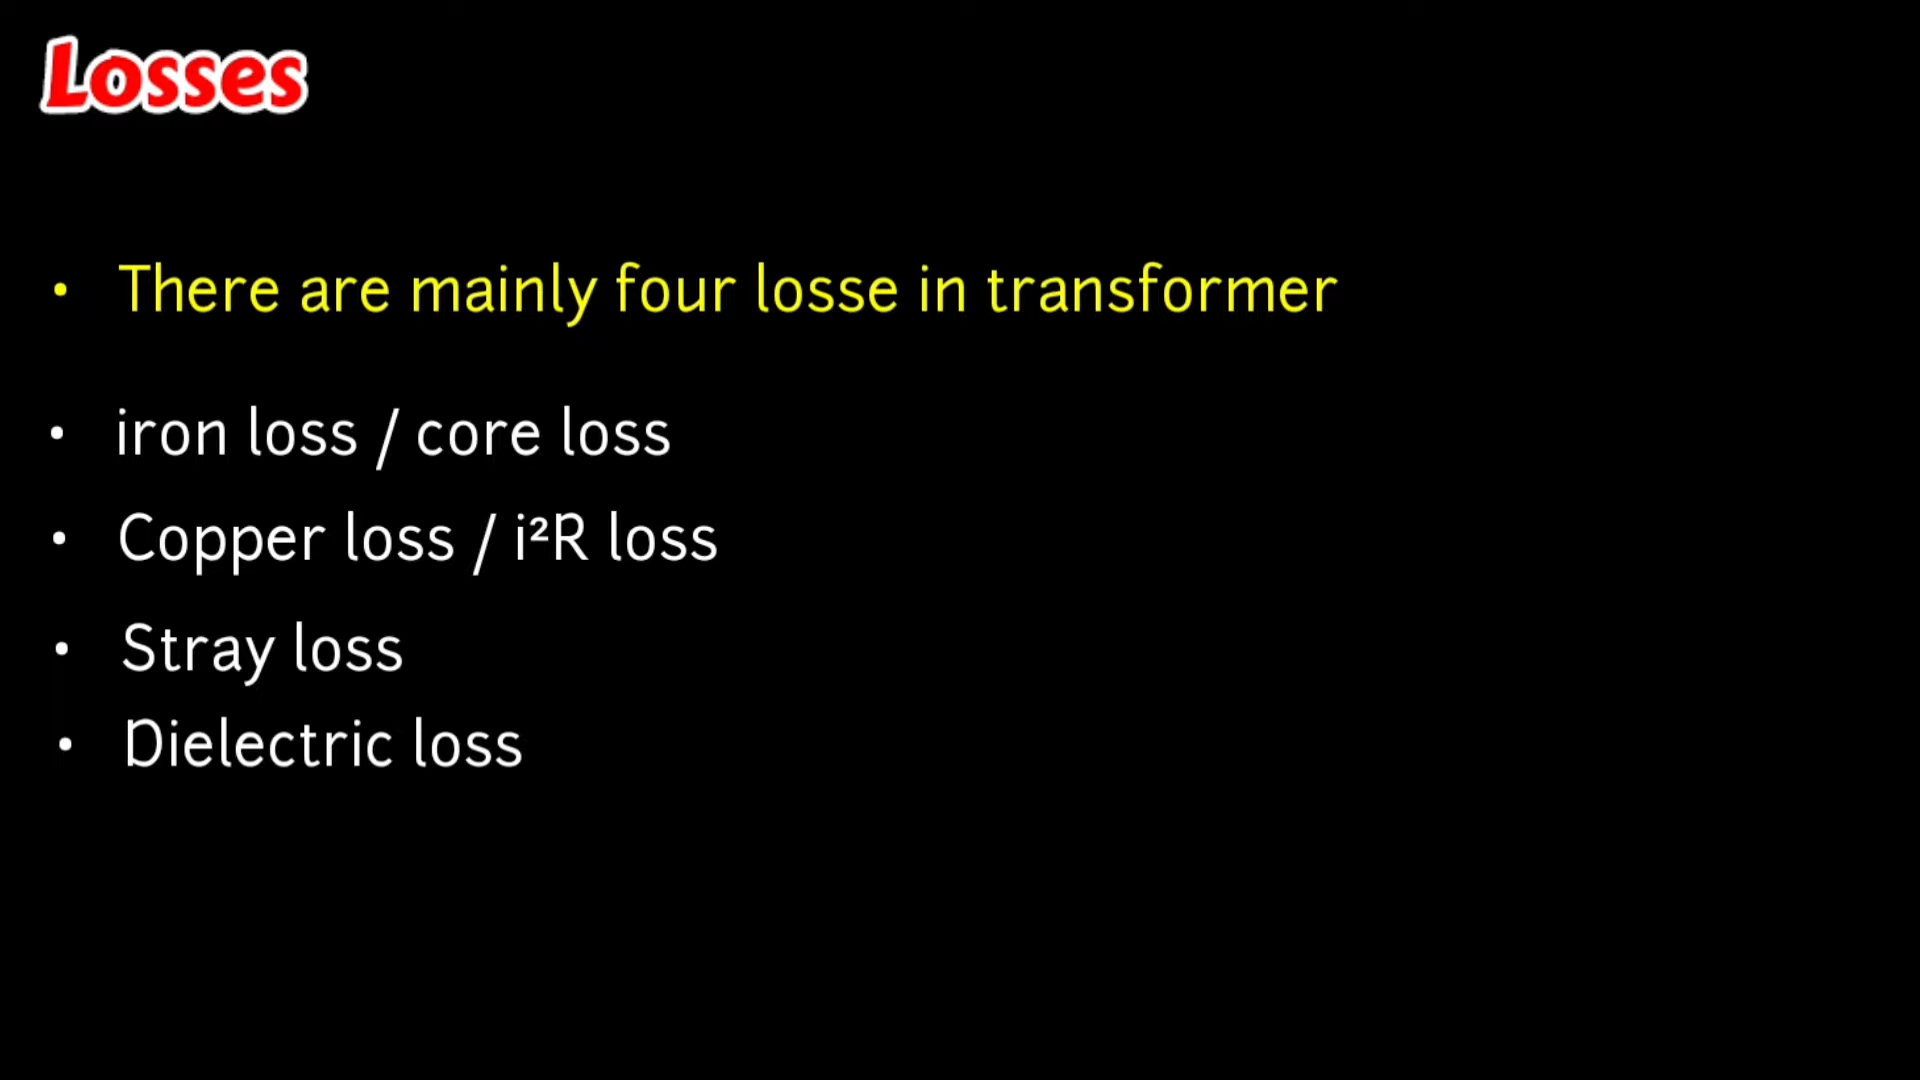 Losses
• There are mainly four losse in transformer
• iron loss / core loss
• Copper loss / i²R loss
• Stray loss
• Dielectric loss